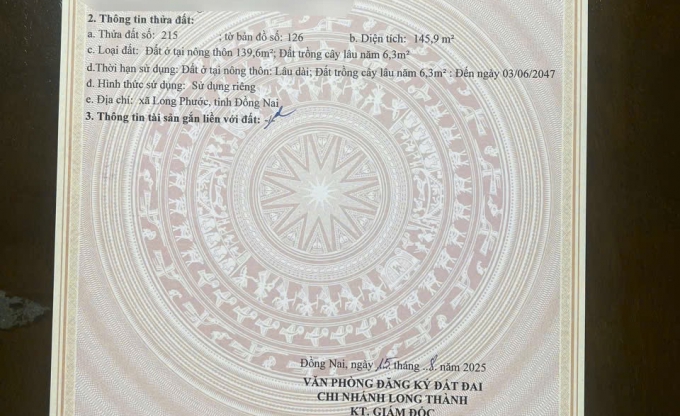 2. Thông tin thửa đất:
a. Thửa đất số: 215 ; tờ bản đồ số: 126 b. Diện tích: 145,9 m²
c. Loại đất: Đất ở tại nông thôn 139,6m²; Đất trồng cây lâu năm 6,3m²
d.Thời hạn sử dụng: Đất ở tại nông thôn: Lâu dài; Đất trồng cây lâu năm 6,3m² : Đến ngày 03/06/2047
đ. Hình thức sử dụng: Sử dụng riêng
e. Địa chỉ: xã Long Phước, tỉnh Đồng Nai
3. Thông tin tài sản gắn liền với đất: -/-
Đồng Nai, ngày 15 tháng 8 năm 2025
VĂN PHÒNG ĐĂNG KÝ ĐẤT ĐAI
CHI NHÁNH LONG THÀNH
KT. GIÁM ĐỐC